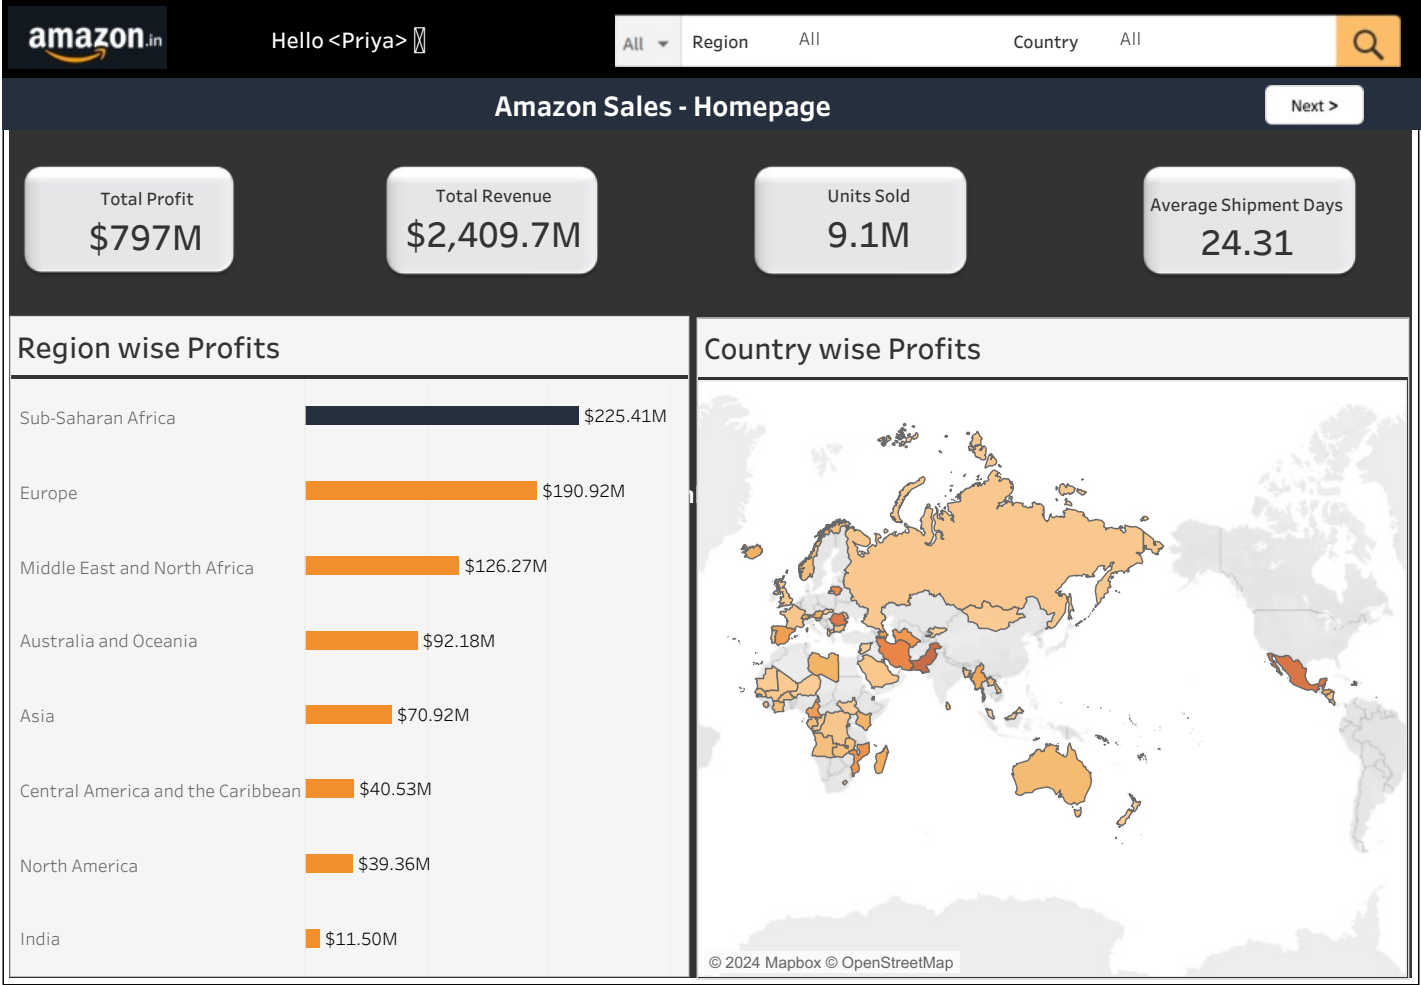 amazon.in
Hello <Priya>
All
Region
All
Country
All
Amazon Sales - Homepage
Next >
Total Profit
$797M
Total Revenue
$2,409.7M
Units Sold
9.1M
Average Shipment Days
24.31
Region wise Profits
Sub-Saharan Africa $225.41M
Europe $190.92M
Middle East and North Africa $126.27M
Australia and Oceania $92.18M
Asia $70.92M
Central America and the Caribbean $40.53M
North America $39.36M
India $11.50M
Country wise Profits
© 2024 Mapbox © OpenStreetMap